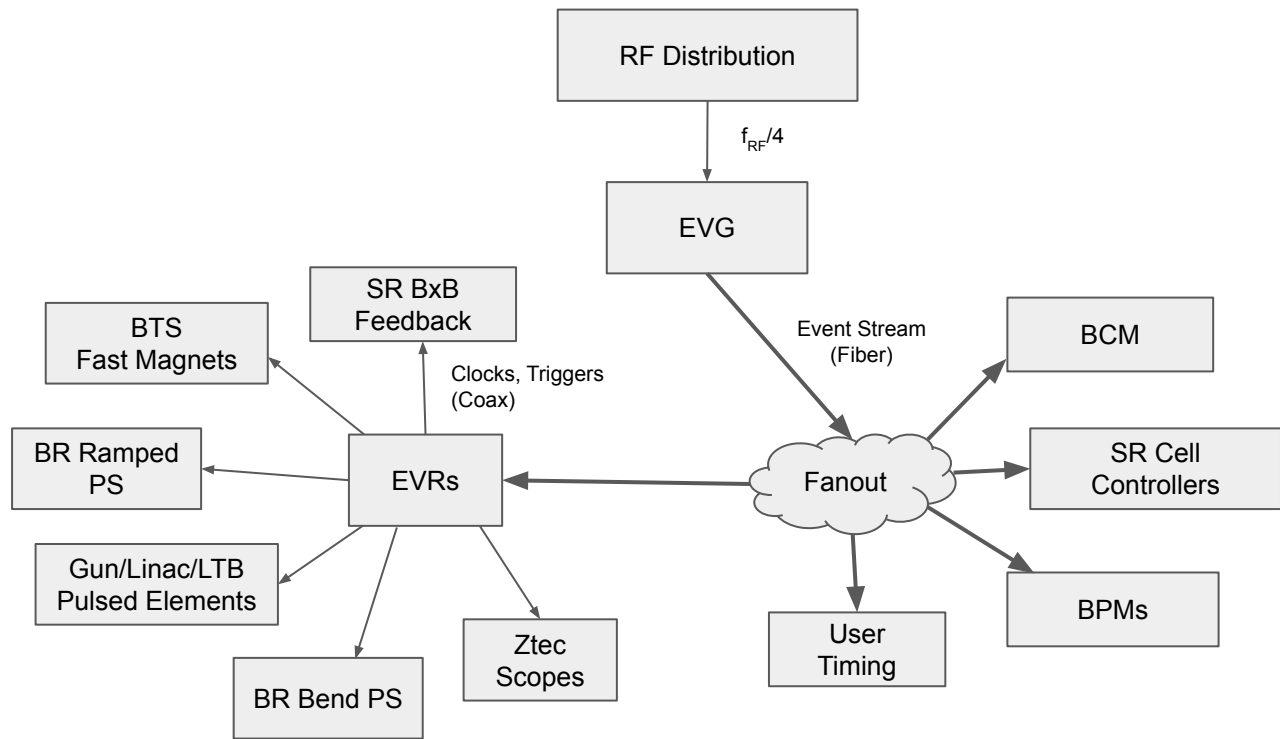 RF Distribution
f_RF/4
EVG
Event Stream
(Fiber)
SR BxB
Feedback
BTS
Fast Magnets
Clocks, Triggers
(Coax)
BCM
BR Ramped
PS
EVRs
Fanout
SR Cell
Controllers
Gun/Linac/LTB
Pulsed Elements
BPMs
Ztec
Scopes
User
Timing
BR Bend PS